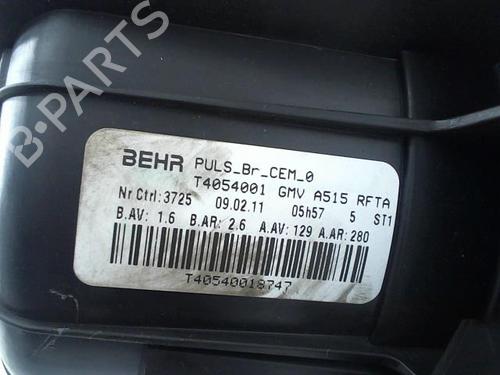 B-PARTS
BEHR PULS_Br_CEM_0
T4054001 GMV A515 RFTA
Nr Ctrl:3725 09.02.11 05h57 5 ST1
B.AV: 1.6 B.AR: 2.6 A.AV: 129 A.AR: 280
T40540018747